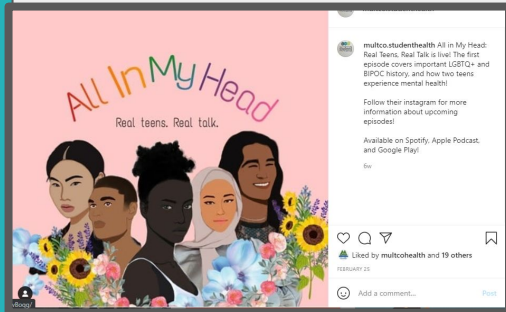 All In My Head
Real teens. Real talk.
multco.studenthealth All in My Head:
Real Teens, Real Talk is live! The first
episode covers important LGBTQ+ and
BIPOC history, and how two teens
experience mental health!
Follow their instagram for more
information about upcoming
episodes!
Available on Spotify, Apple Podcast,
and Google Play!
6w
Liked by multcohealth and 19 others
FEBRUARY 25
Add a comment...
Post